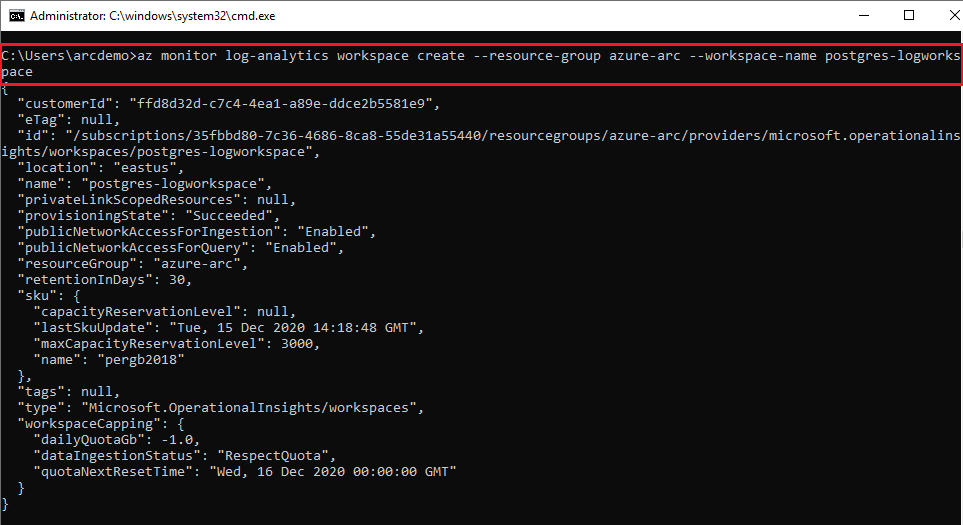 Administrator: C:\windows\system32\cmd.exe
C:\Users\arcdemo>az monitor log-analytics workspace create --resource-group azure-arc --workspace-name postgres-logworks
pace
{
  "customerId": "ffd8d32d-c7c4-4ea1-a89e-ddce2b5581e9",
  "eTag": null,
  "id": "/subscriptions/35fbbd80-7c36-4686-8ca8-55de31a55440/resourcegroups/azure-arc/providers/microsoft.operationalins
ights/workspaces/postgres-logworkspace",
  "location": "eastus",
  "name": "postgres-logworkspace",
  "privateLinkScopedResources": null,
  "provisioningState": "Succeeded",
  "publicNetworkAccessForIngestion": "Enabled",
  "publicNetworkAccessForQuery": "Enabled",
  "resourceGroup": "azure-arc",
  "retentionInDays": 30,
  "sku": {
    "capacityReservationLevel": null,
    "lastSkuUpdate": "Tue, 15 Dec 2020 14:18:48 GMT",
    "maxCapacityReservationLevel": 3000,
    "name": "pergb2018"
  },
  "tags": null,
  "type": "Microsoft.OperationalInsights/workspaces",
  "workspaceCapping": {
    "dailyQuotaGb": -1.0,
    "dataIngestionStatus": "RespectQuota",
    "quotaNextResetTime": "Wed, 16 Dec 2020 00:00:00 GMT"
  }
}